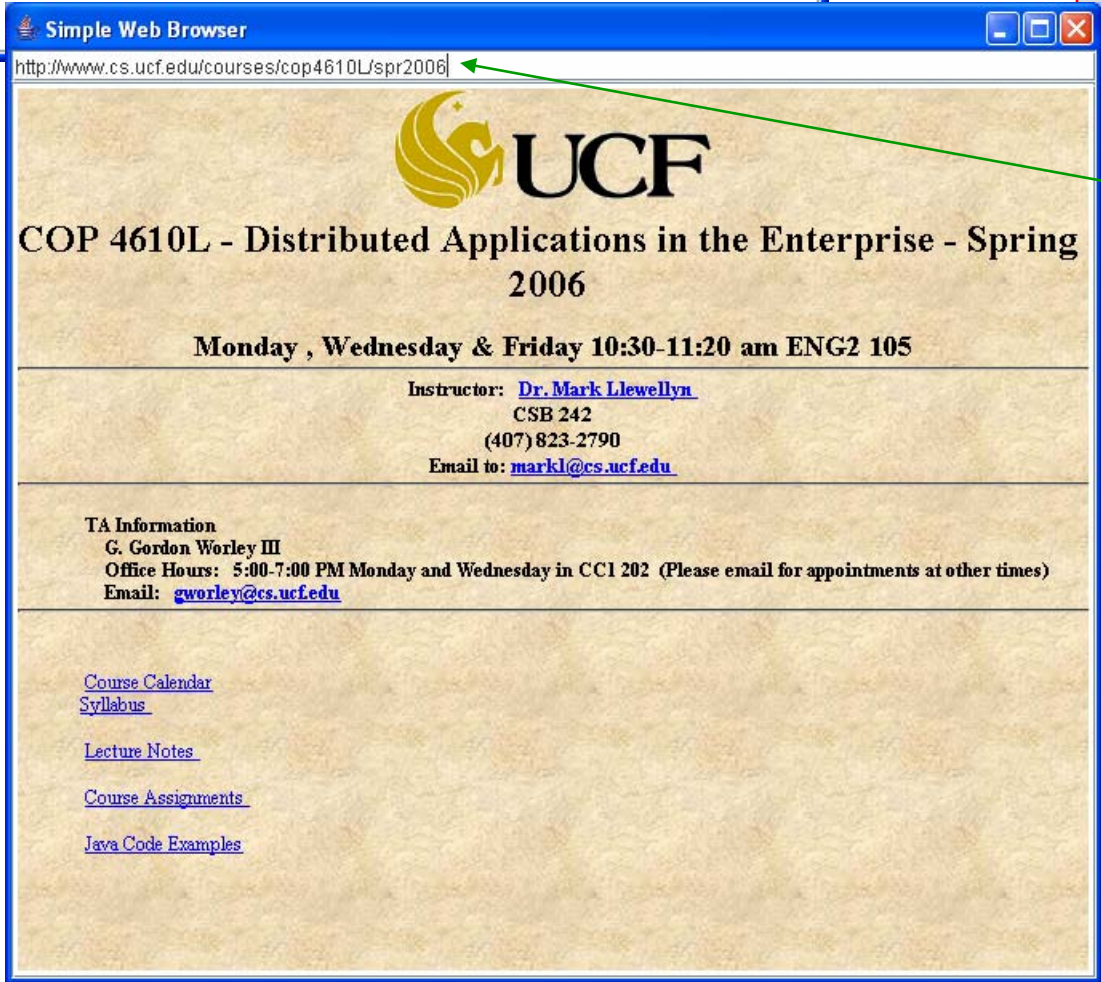 Simple Web Browser
http://www.cs.ucf.edu/courses/cop4610L/spr2006
UCF
COP 4610L - Distributed Applications in the Enterprise - Spring
2006
Monday , Wednesday & Friday 10:30-11:20 am ENG2 105
Instructor: Dr. Mark Llewellyn
CSB 242
(407) 823-2790
Email to: markl@cs.ucf.edu
TA Information
G. Gordon Worley III
Office Hours: 5:00-7:00 PM Monday and Wednesday in CC1 202 (Please email for appointments at other times)
Email: gworley@cs.ucf.edu
Course Calendar
Syllabus
Lecture Notes
Course Assignments
Java Code Examples